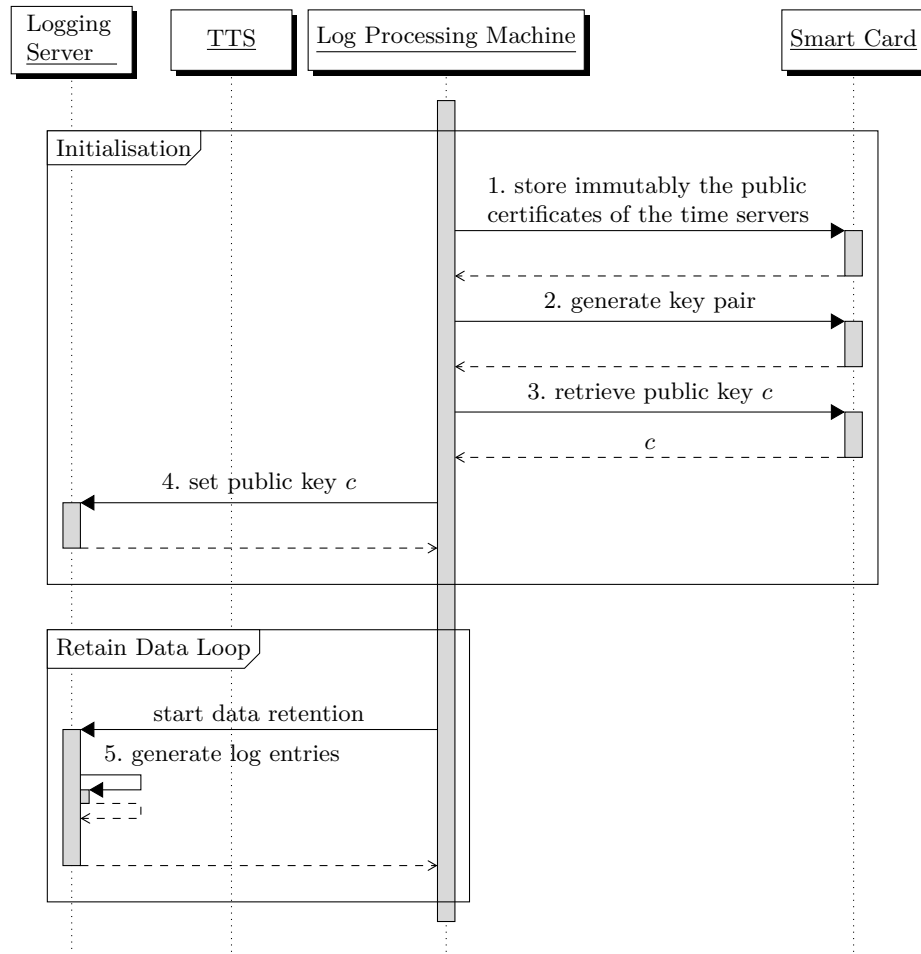 Logging
Server
TTS
Log Processing Machine
Smart Card
Initialisation
1. store immutably the public
certificates of the time servers
2. generate key pair
3. retrieve public key c
c
4. set public key c
Retain Data Loop
start data retention
5. generate log entries